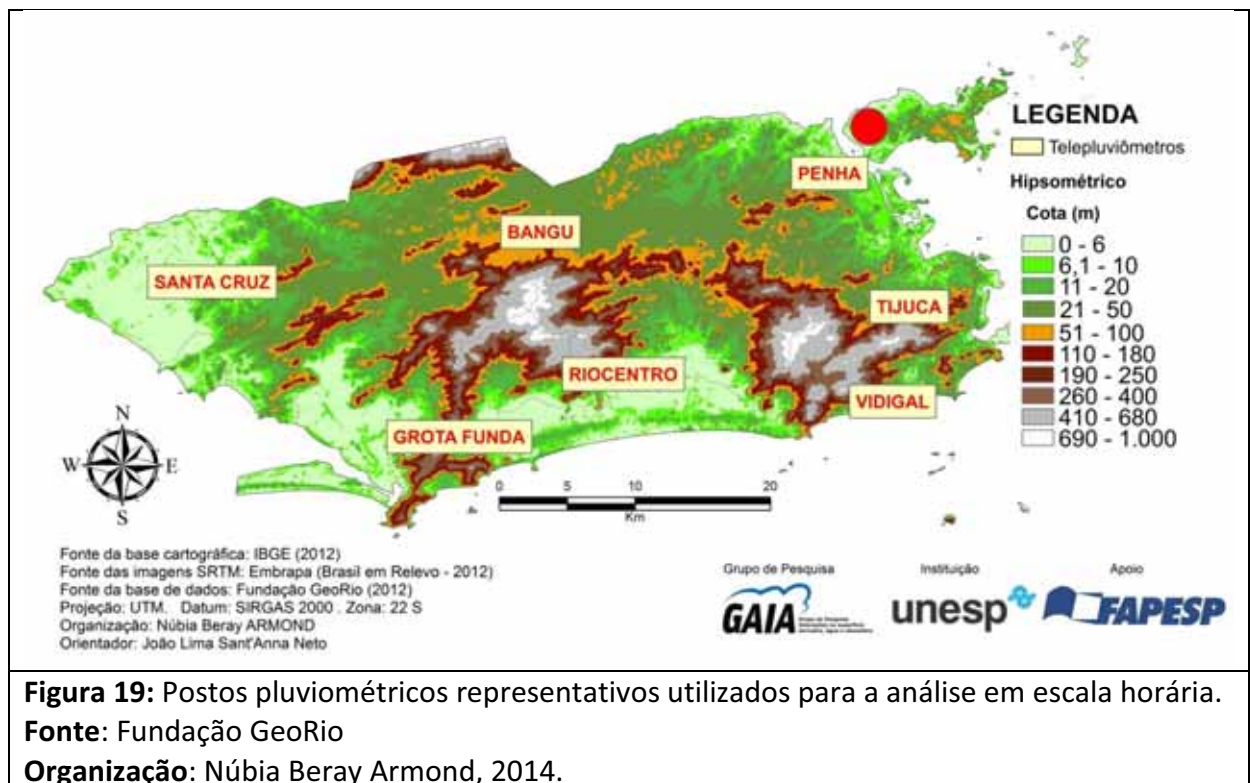 LEGENDA
Telepluviômetros
Hipsométrico
Cota (m)
0 - 6
6,1 - 10
11 - 20
21 - 50
51 - 100
110 - 180
190 - 250
260 - 400
410 - 680
690 - 1.000
PENHA
BANGU
SANTA CRUZ
TIJUCA
RIOCENTRO
VIDIGAL
GROTA FUNDA
N
W
E
S
0 5 10 20
Km
Fonte da base cartográfica: IBGE (2012)
Fonte das imagens SRTM: Embrapa (Brasil em Relevo - 2012)
Fonte da base de dados: Fundação GeoRio (2012)
Projeção: UTM. Datum: SIRGAS 2000 . Zona: 22 S
Organização: Núbia Beray ARMOND
Orientador: João Lima Sant'Anna Neto
Grupo de Pesquisa
Instituição
Apoio
GAIA
unesp
FAPESP
Figura 19: Postos pluviométricos representativos utilizados para a análise em escala horária.
Fonte: Fundação GeoRio
Organização: Núbia Beray Armond, 2014.